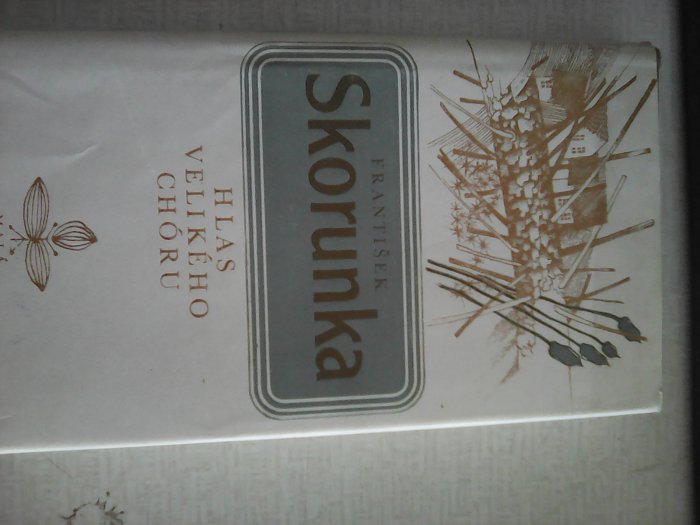 FRANTIŠEK
Skorunka
HLAS
VELIKÉHO
CHÓRU